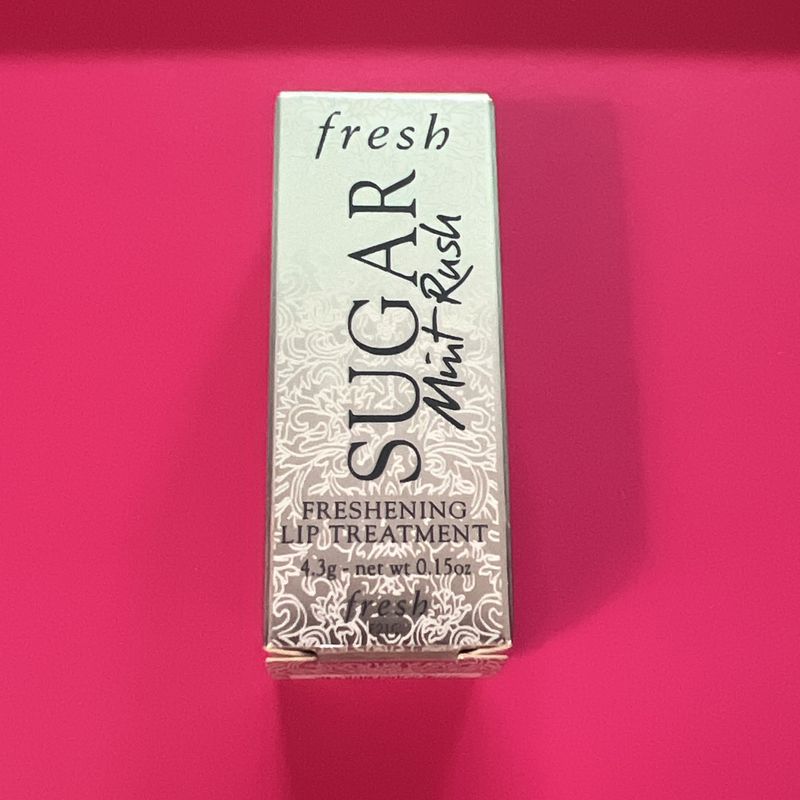 fresh
SUGAR
Mint Rush
FRESHENING
LIP TREATMENT
4.3g - net wt 0.15oz
fresh